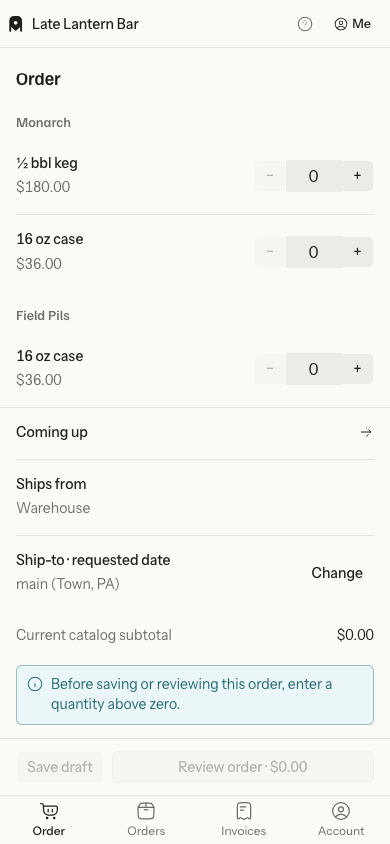 Late Lantern Bar
Me
Order
Monarch
½ bbl keg
$180.00
− 0 +
16 oz case
$36.00
− 0 +
Field Pils
16 oz case
$36.00
− 0 +
Coming up →
Ships from
Warehouse
Ship-to · requested date
main (Town, PA)
Change
Current catalog subtotal $0.00
Before saving or reviewing this order, enter a
quantity above zero.
Save draft
Review order · $0.00
Order Orders Invoices Account